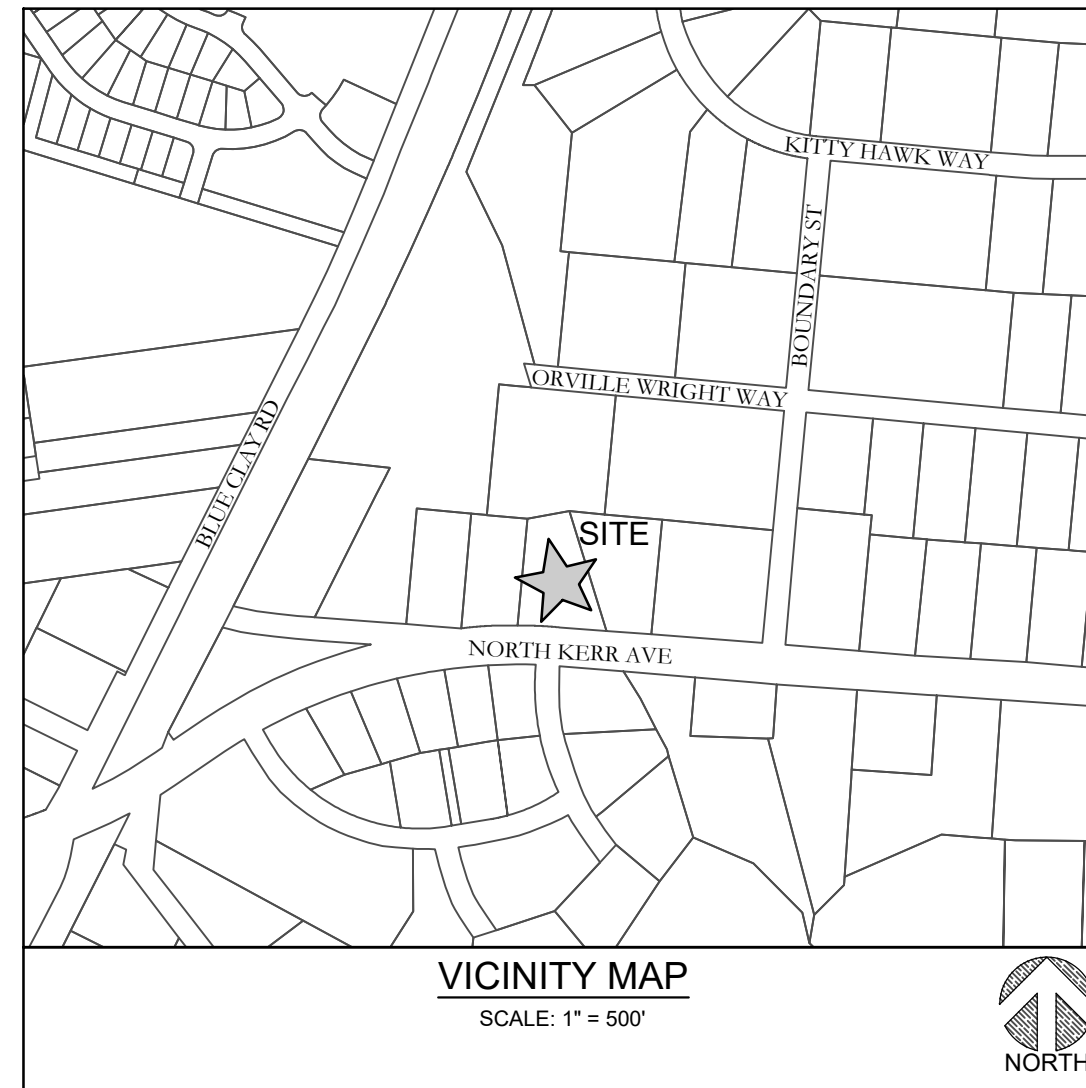 KITTY HAWK WAY
BOUNDARY ST
ORVILLE WRIGHT WAY
BLUE CLAY RD
SITE
NORTH KERR AVE
VICINITY MAP
SCALE: 1" = 500'
NORTH